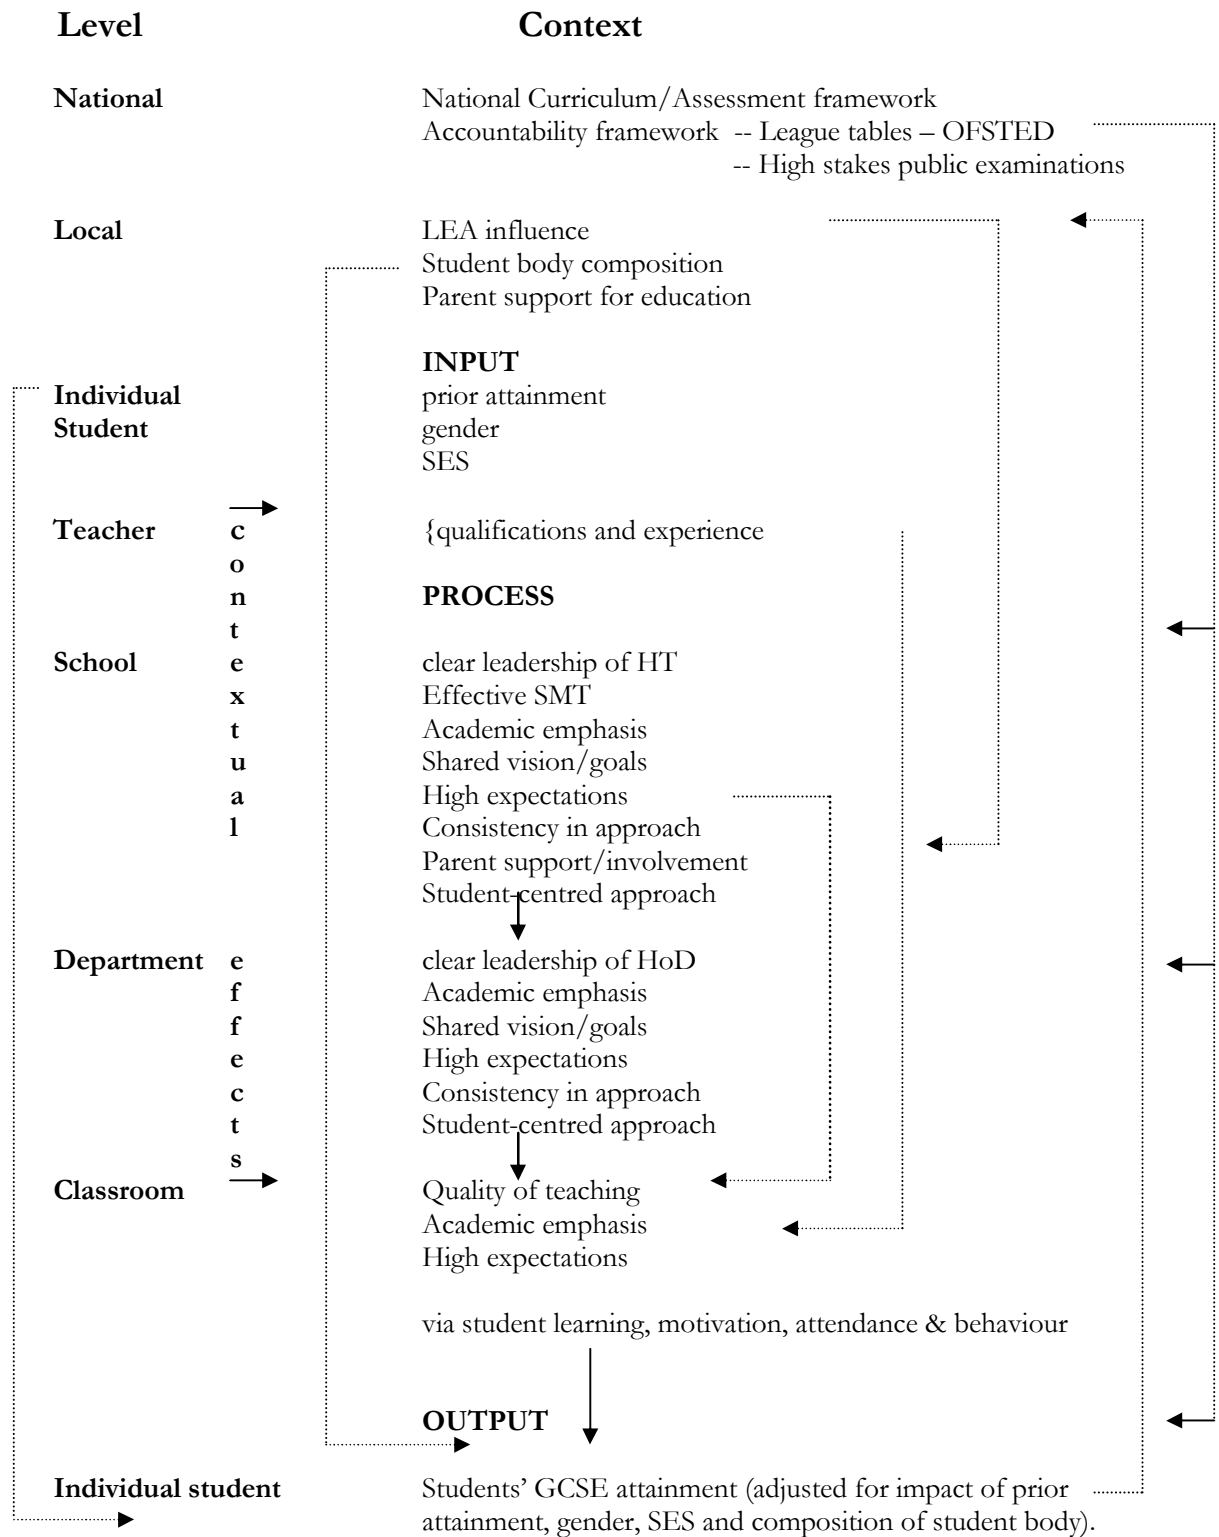 Level Context
National National Curriculum/Assessment framework
Accountability framework -- League tables – OFSTED
-- High stakes public examinations
Local LEA influence
Student body composition
Parent support for education
INPUT
Individual prior attainment
Student gender
SES
Teacher c {qualifications and experience
o
n PROCESS
t
School e clear leadership of HT
x Effective SMT
t Academic emphasis
u Shared vision/goals
a High expectations
l Consistency in approach
Parent support/involvement
Student-centred approach
Department e clear leadership of HoD
f Academic emphasis
f Shared vision/goals
e High expectations
c Consistency in approach
t Student-centred approach
s
Classroom Quality of teaching
Academic emphasis
High expectations
via student learning, motivation, attendance & behaviour
OUTPUT
Individual student Students’ GCSE attainment (adjusted for impact of prior
attainment, gender, SES and composition of student body).